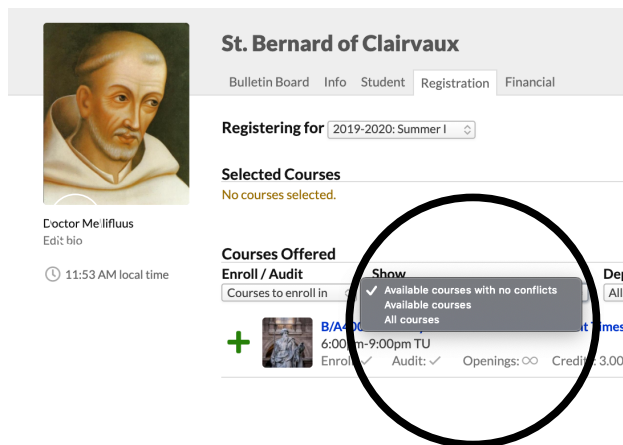 St. Bernard of Clairvaux
Bulletin Board Info Student Registration Financial
Registering for 2019-2020: Summer I
Selected Courses
No courses selected.
Doctor Mellifluus
Edit bio
11:53 AM local time
Courses Offered
Enroll / Audit Show
Courses to enroll in All
✓ Available courses with no conflicts
Available courses
All courses
6:00pm-9:00pm TU
Enroll: ✓ Audit: ✓ Openings: ∞ Credits: 3.00